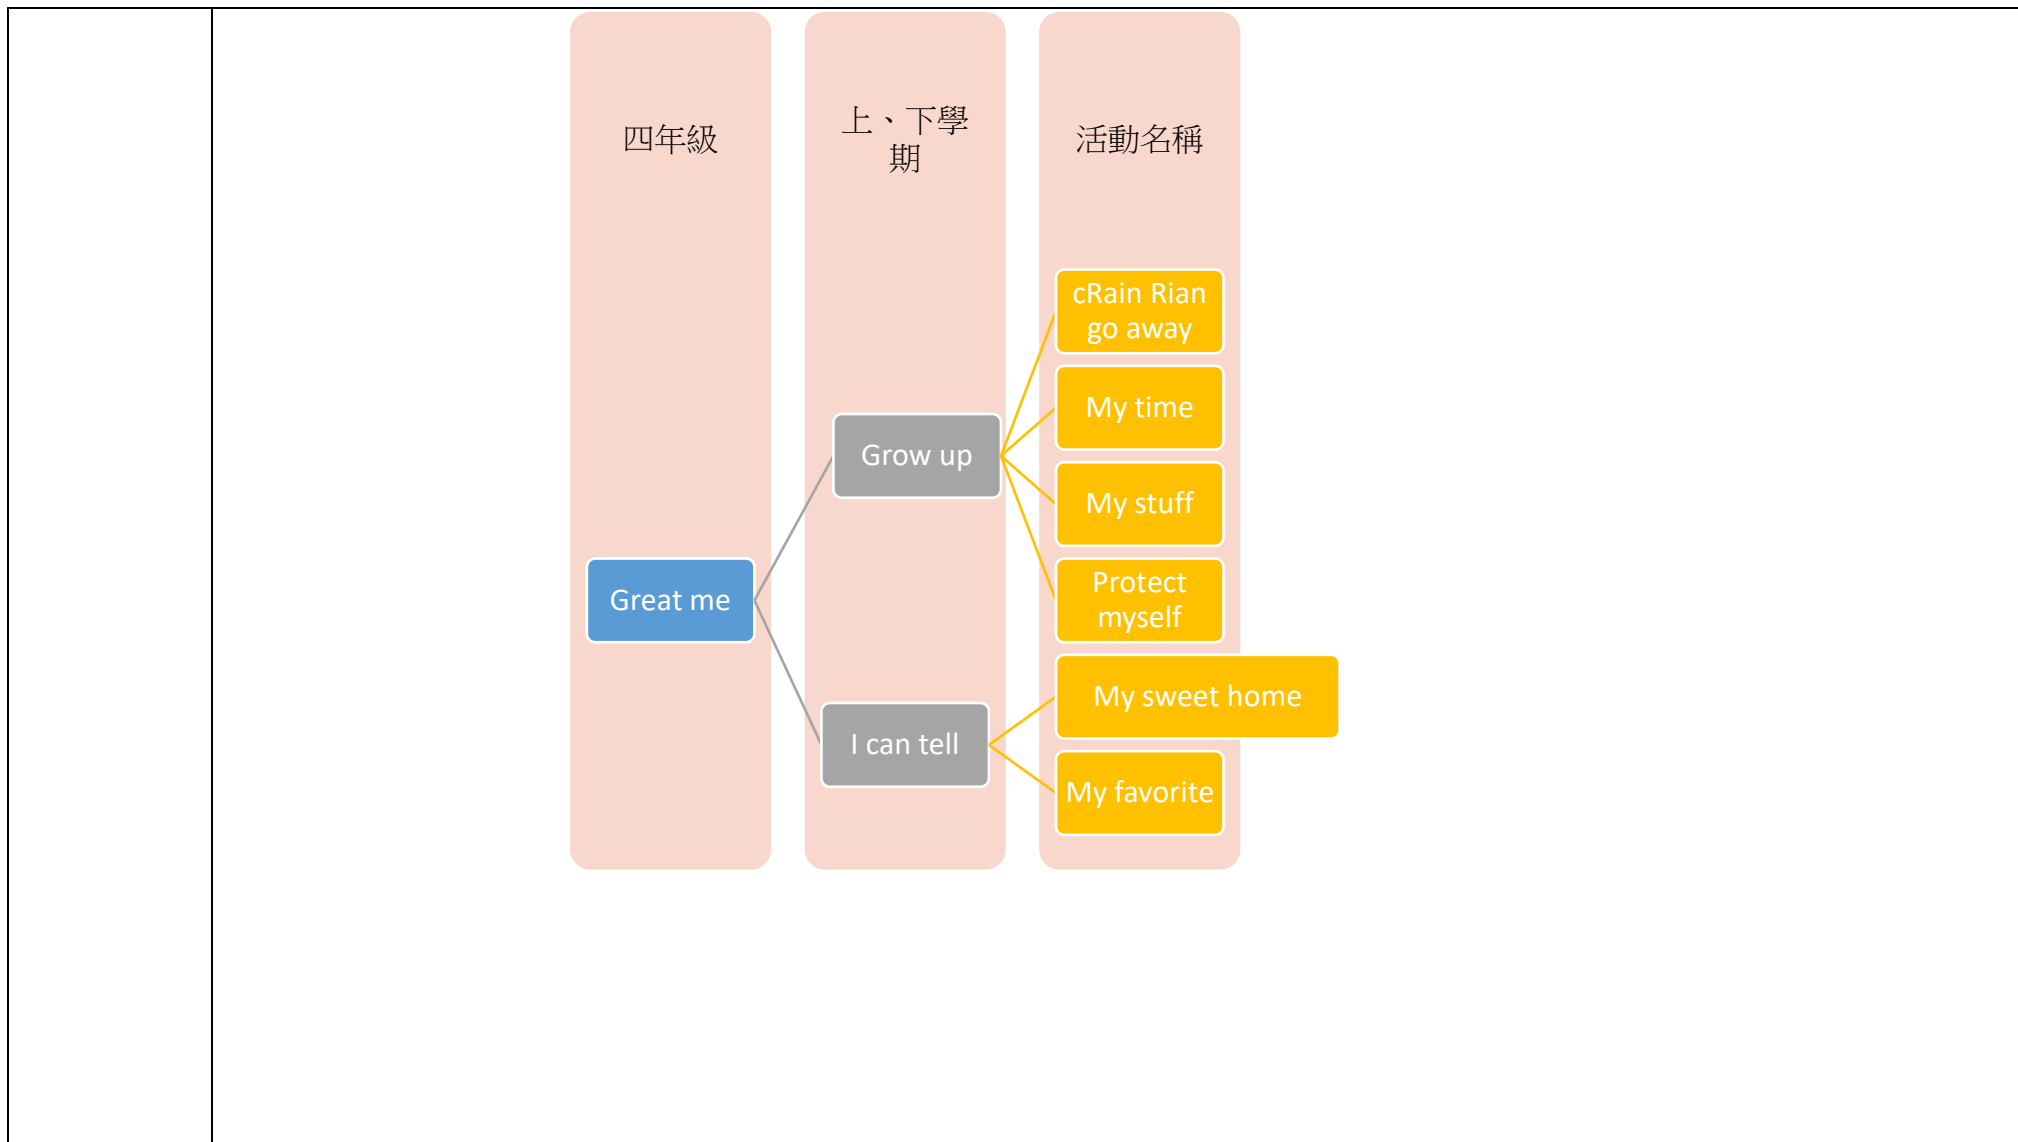 四年級
上、下學
期
活動名稱
cRain Rian
go away
My time
Grow up
My stuff
Great me
Protect
myself
My sweet home
I can tell
My favorite